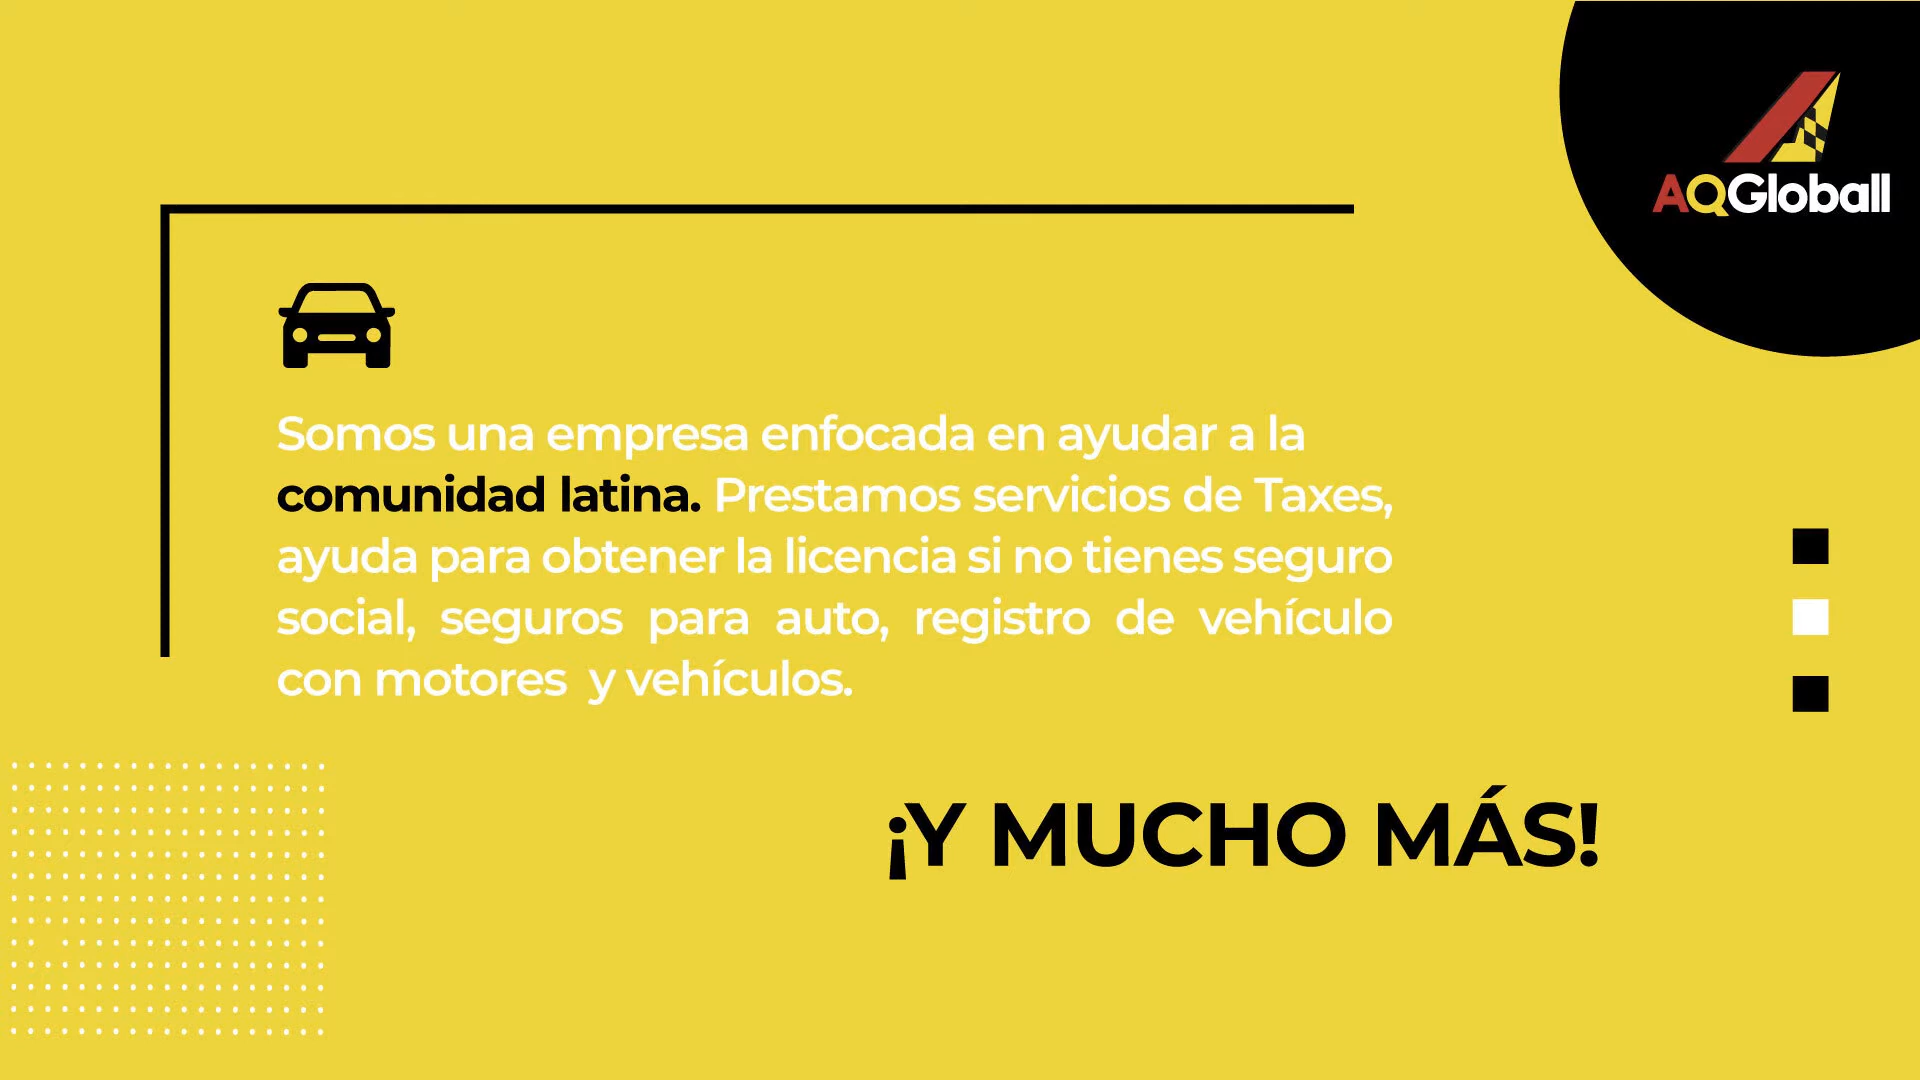 AQGloball
Somos una empresa enfocada en ayudar a la
comunidad latina. Prestamos servicios de Taxes,
ayuda para obtener la licencia si no tienes seguro
social, seguros para auto, registro de vehículo
con motores y vehículos.
¡Y MUCHO MÁS!